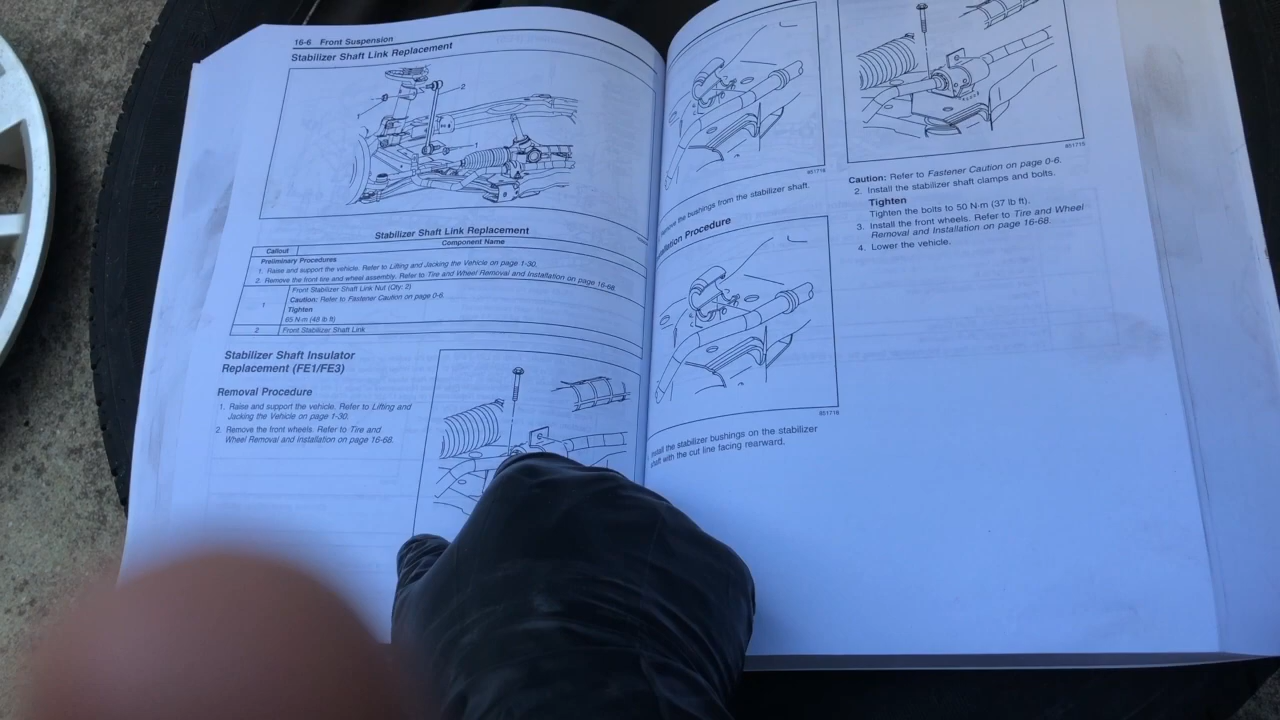 16-6 Front Suspension
Stabilizer Shaft Link Replacement
2
1
1
Stabilizer Shaft Link Replacement
Callout Component Name
Preliminary Procedures
1. Raise and support the vehicle. Refer to Lifting and Jacking the Vehicle on page 1-30.
2. Remove the front tire and wheel assembly. Refer to Tire and Wheel Removal and Installation on page 16-68
Front Stabilizer Shaft Link Nut (Qty: 2)
1 Caution: Refer to Fastener Caution on page 0-6.
Tighten
65 N·m (48 lb ft)
2 Front Stabilizer Shaft Link
Stabilizer Shaft Insulator
Replacement (FE1/FE3)
Removal Procedure
1. Raise and support the vehicle. Refer to Lifting and
Jacking the Vehicle on page 1-30.
2. Remove the front wheels. Refer to Tire and
Wheel Removal and Installation on page 16-68.
851716
the bushings from the stabilizer shaft.
Procedure
851716
the stabilizer bushings on the stabilizer
with the cut line facing rearward.
851715
Caution: Refer to Fastener Caution on page 0-6.
2. Install the stabilizer shaft clamps and bolts.
Tighten
Tighten the bolts to 50 N·m (37 lb ft).
3. Install the front wheels. Refer to Tire and Wheel
Removal and Installation on page 16-68.
4. Lower the vehicle.